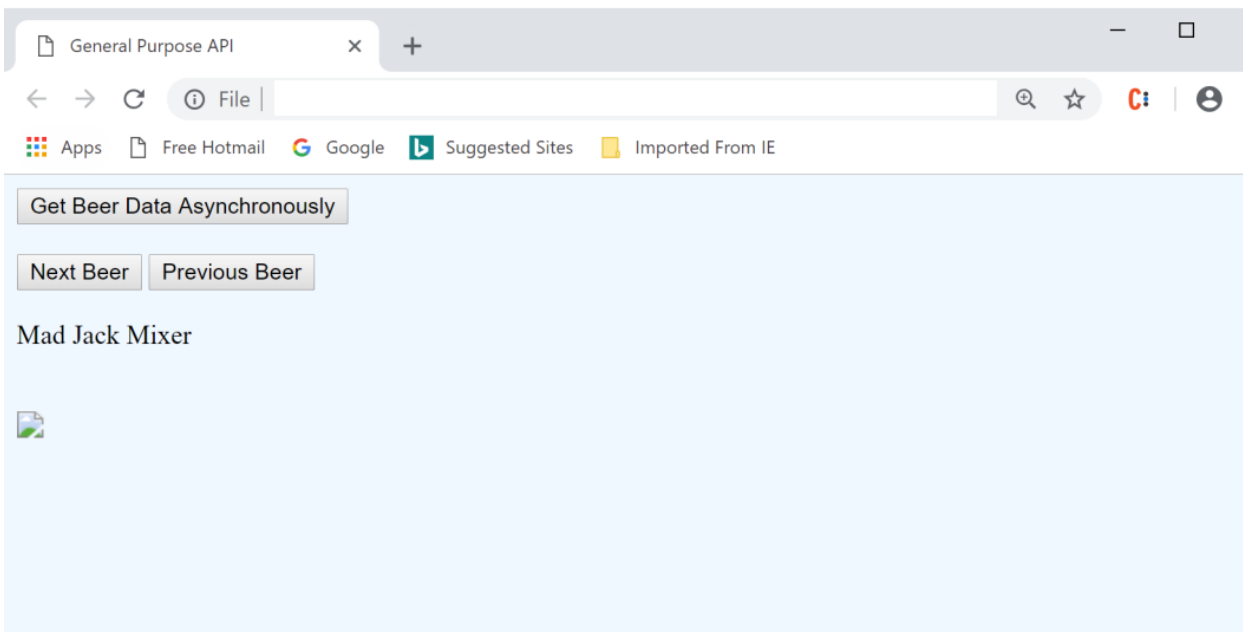 General Purpose API
File
Apps Free Hotmail Google Suggested Sites Imported From IE
Get Beer Data Asynchronously
Next Beer Previous Beer
Mad Jack Mixer